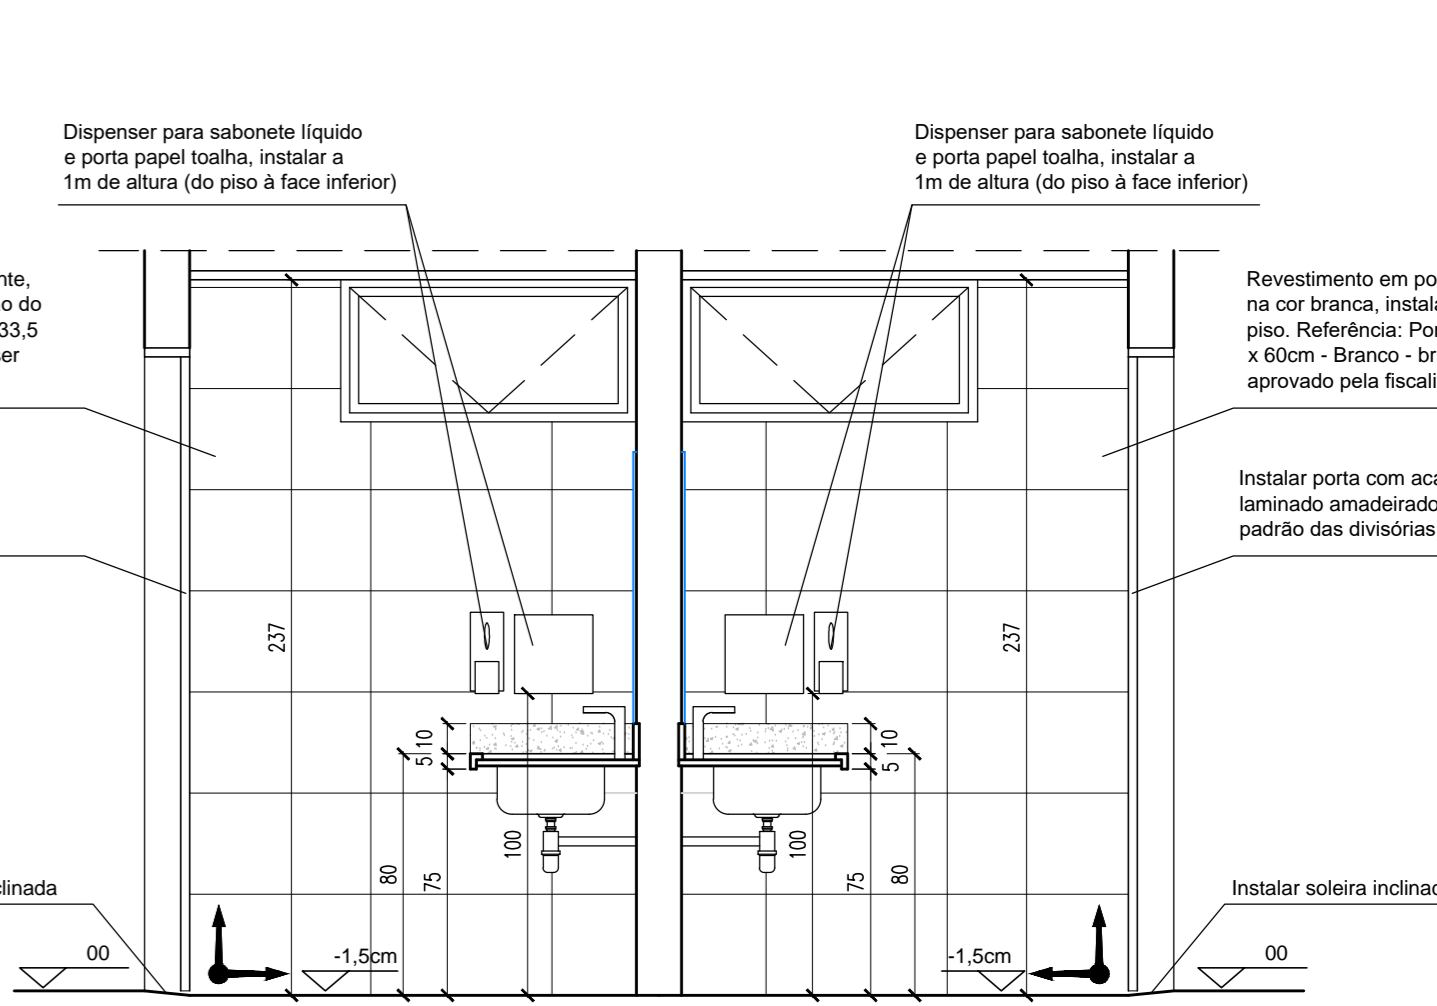 Dispenser para sabonete líquido
e porta papel toalha, instalar a
1m de altura (do piso à face inferior)
Dispenser para sabonete líquido
e porta papel toalha, instalar a
1m de altura (do piso à face inferior)
nte,
o do
33,5
ser
Revestimento em po
na cor branca, instala
piso. Referência: Por
x 60cm - Branco - br
aprovado pela fiscali
Instalar porta com aca
laminado amadeirado
padrão das divisórias
237
237
10
5
10
5
100
100
80
75
75
80
clinada
Instalar soleira inclinad
00
-1,5cm
-1,5cm
00